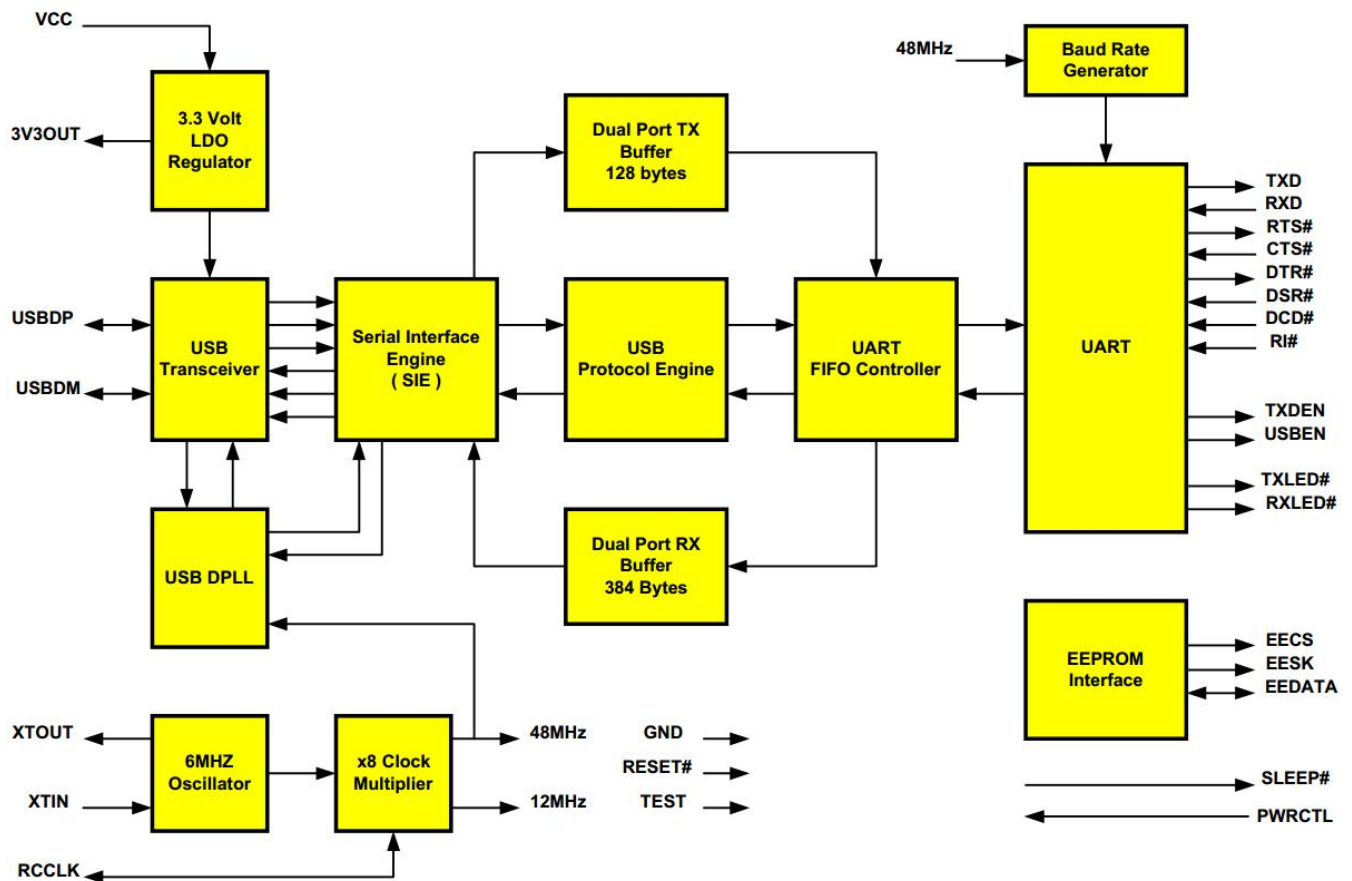 VCC
3.3 Volt
LDO
Regulator
3V3OUT
48MHz
Baud Rate
Generator
Dual Port TX
Buffer
128 bytes
USBDP
USBDM
USB
Transceiver
Serial Interface
Engine
( SIE )
USB
Protocol Engine
UART
FIFO Controller
UART
TXD
RXD
RTS#
CTS#
DTR#
DSR#
DCD#
RI#
TXDEN
USBEN
TXLED#
RXLED#
USB DPLL
Dual Port RX
Buffer
384 Bytes
EEPROM
Interface
EECS
EESK
EEDATA
XTOUT
XTIN
6MHZ
Oscillator
x8 Clock
Multiplier
48MHz
12MHz
GND
RESET#
TEST
SLEEP#
PWRCTL
RCCLK